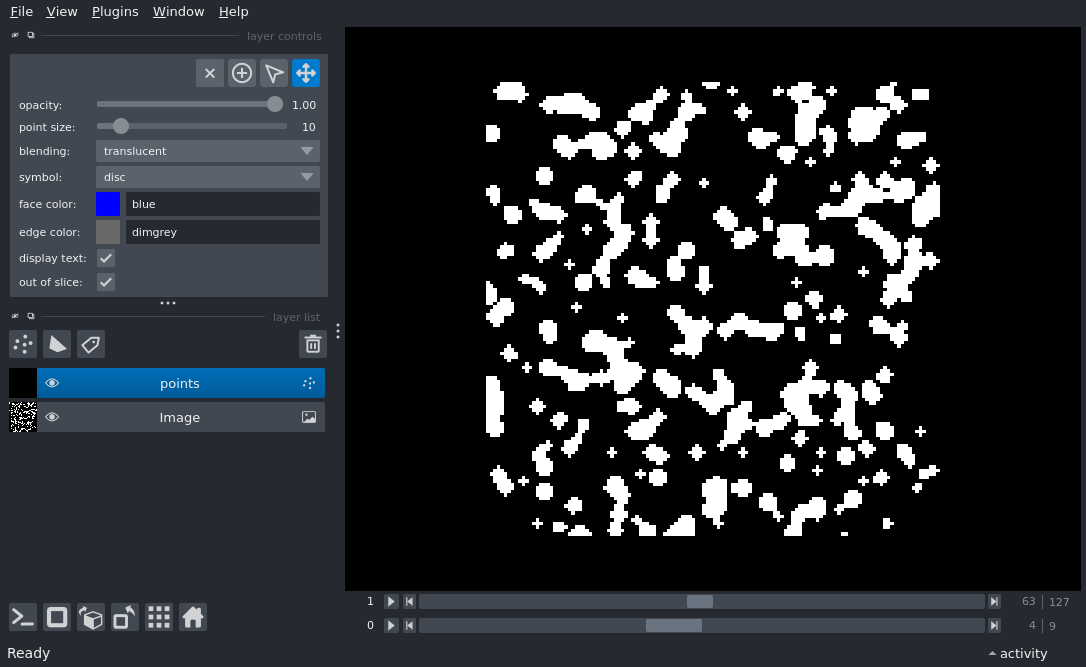 File View Plugins Window Help
layer controls
opacity: 1.00
point size: 10
blending: translucent
symbol: disc
face color: blue
edge color: dimgrey
display text:
out of slice:
layer list
points
Image
1 63 127
0 4 9
Ready activity